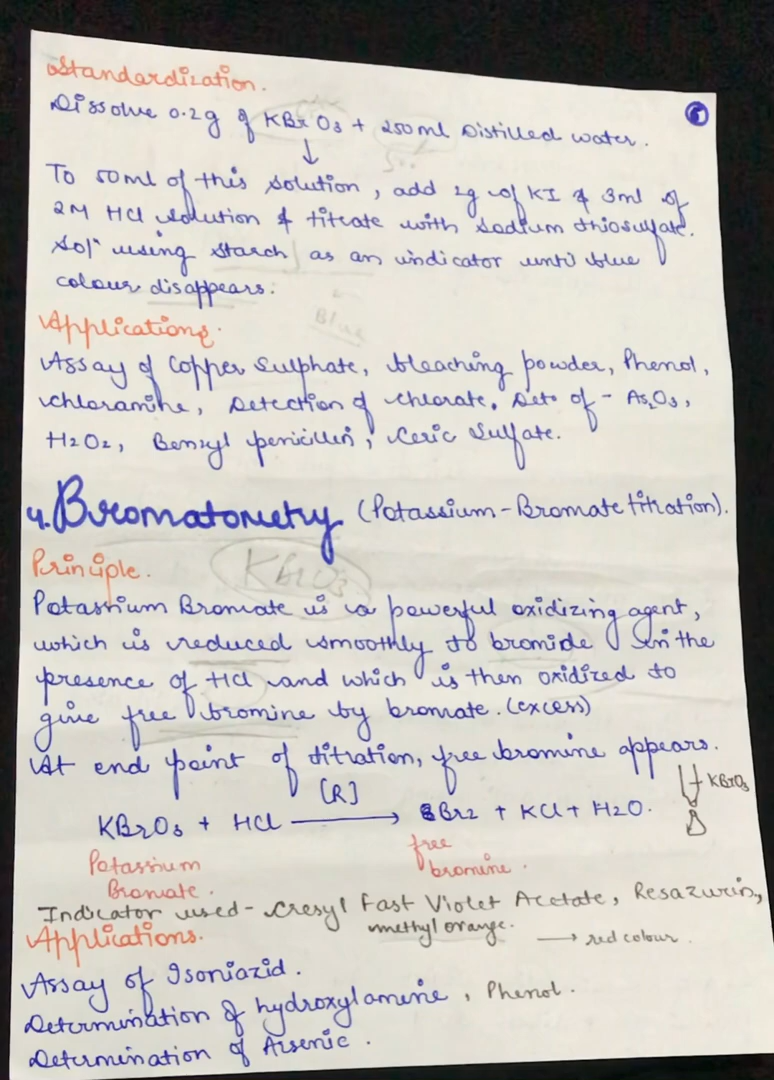 Standardization.
6
Dissolve 0.2g of KBrO3 + 250ml Distilled water.
↓
To 50ml of this solution, add 2g of KI & 3ml of
2M HCl solution & titrate with sodium thiosulfate.
Solⁿ using starch as an indicator until blue
colour disappears.
Blue
Applications.
Assay of Copper Sulphate, bleaching powder, Phenol,
chloramine, Detection of chlorate. Detⁿ of - As2O3,
H2O2, Benzyl penicillin, Ceric Sulfate.
4. Bromatometry (Potassium-Bromate titration).
Principle.
KBrO3
Potassium Bromate is a powerful oxidizing agent,
which is reduced smoothly to bromide in the
presence of HCl and which is then oxidized to
give free bromine by bromate. (excess)
At end point of titration, free bromine appears.
[R]
KBrO3 + HCl ⟶ Br2 + KCl + H2O.
KBrO3
Potassium Bromate.
free bromine.
Indicator used - Cresyl Fast Violet Acetate, Resazurin,
methyl orange. → red colour.
Applications.
Assay of Isoniazid.
Determination of hydroxylamine, Phenol.
Determination of Arsenic.